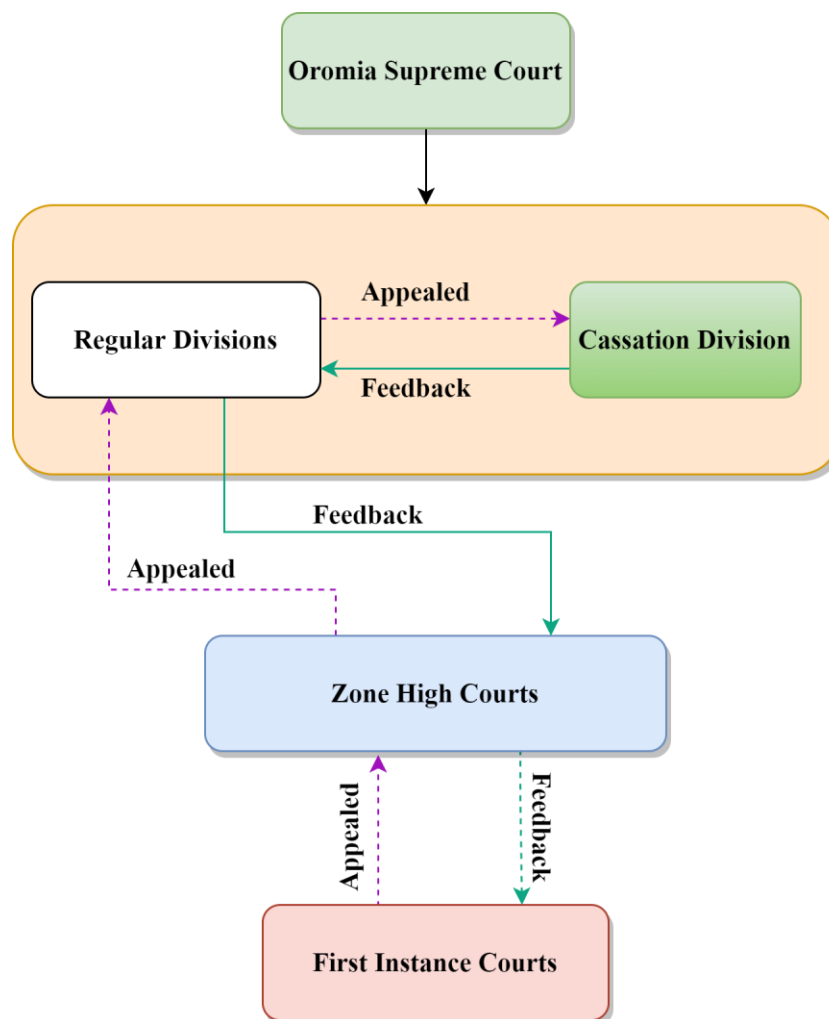 Oromia Supreme Court
Appealed
Regular Divisions
Cassation Division
Feedback
Feedback
Appealed
Zone High Courts
Appealed
Feedback
First Instance Courts